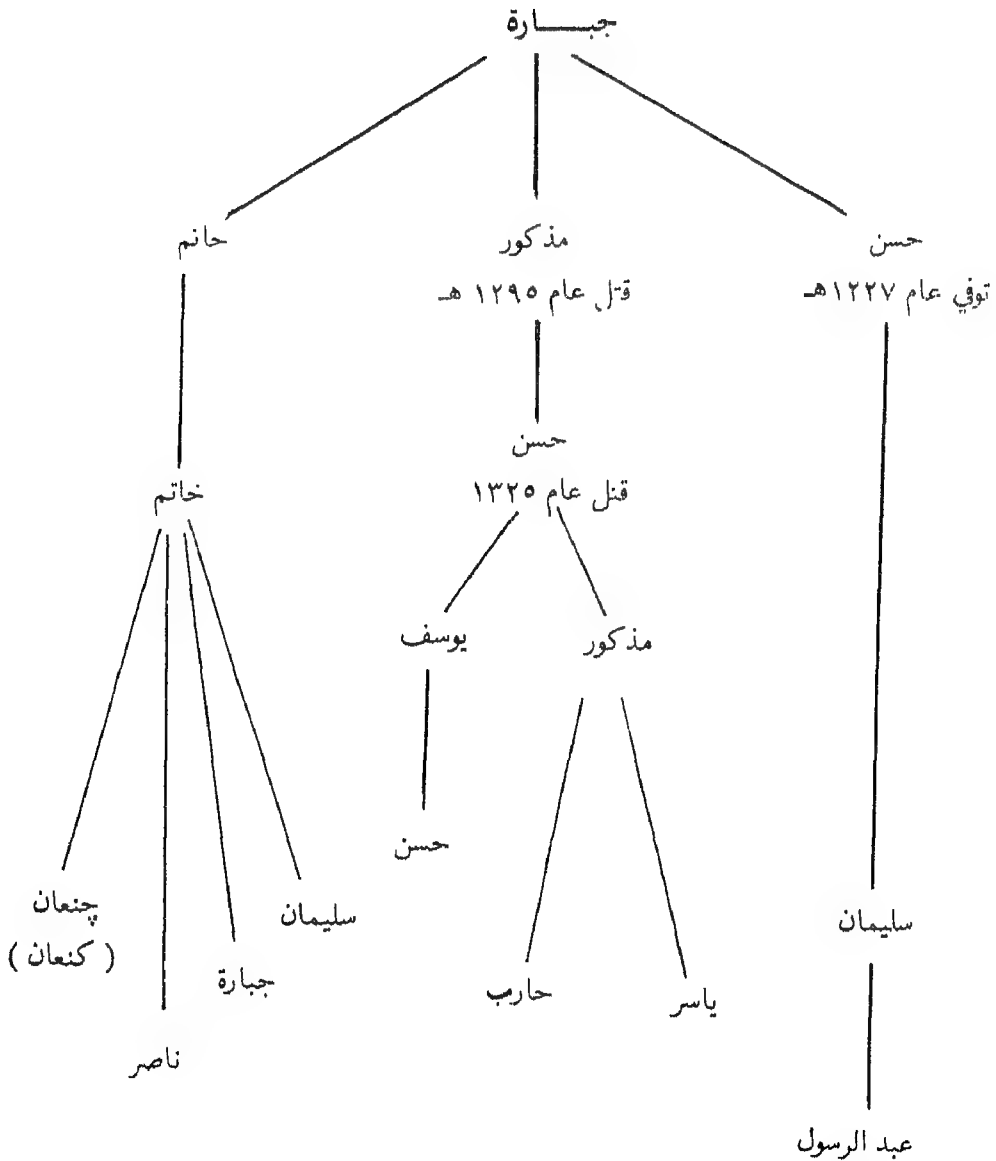 جبـــارة
حسن
مذكور
حاتم
توفي عام ١٢٢٧هـ
قتل عام ١٢٩٥ هـ
حسن
قتل عام ١٣٢٥
خاتم
مذكور
يوسف
حسن
سليمان
سليمان
چنعان
( كنعان )
جبارة
ياسر
حارب
ناصر
عبد الرسول